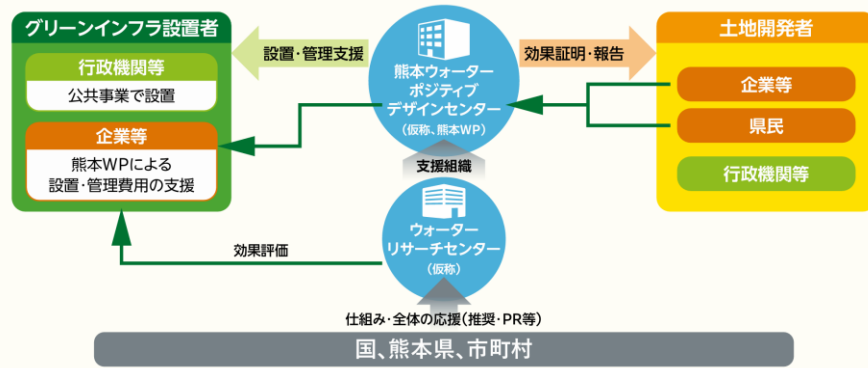 グリーンインフラ設置者
行政機関等
公共事業で設置
企業等
熊本WPによる
設置・管理費用の支援
設置・管理支援
熊本ウォーター
ポジティブ
デザインセンター
(仮称、熊本WP)
効果証明・報告
土地開発者
企業等
県民
行政機関等
支援組織
ウォーター
リサーチセンター
(仮称)
効果評価
仕組み・全体の応援(推奨・PR等)
国、熊本県、市町村